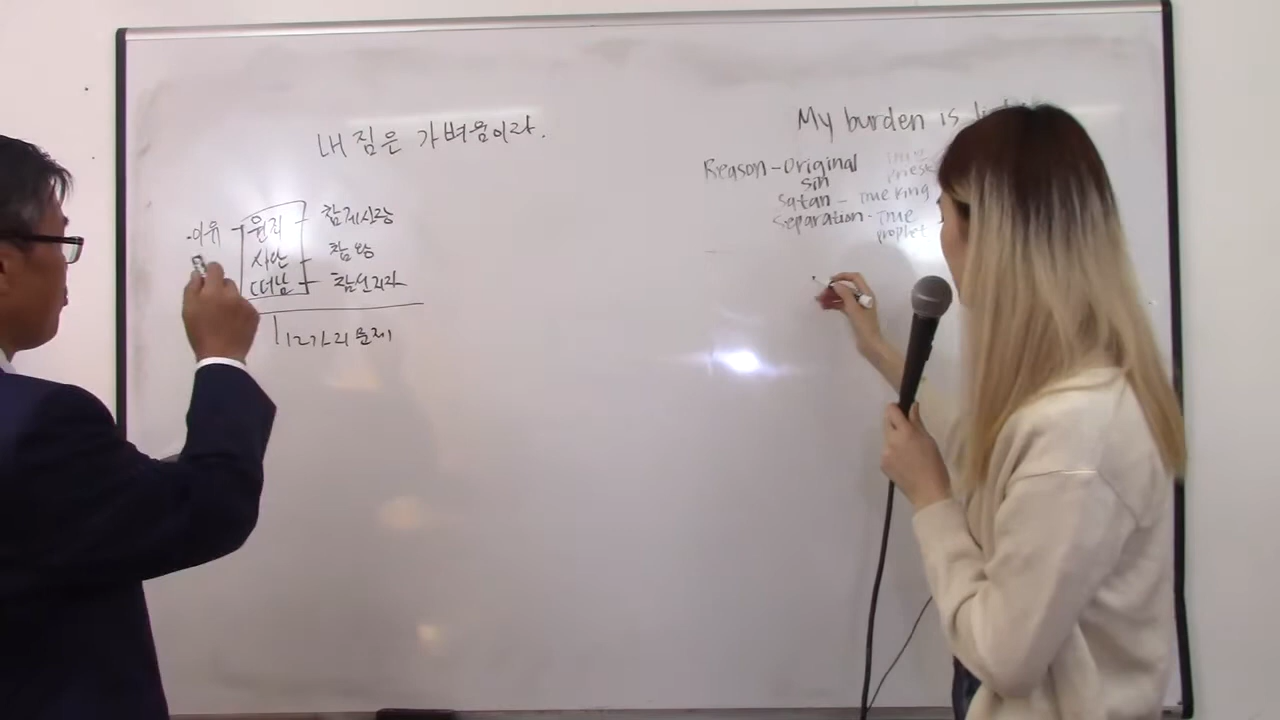 내 짐은 가벼움이라.
-이유 - 원죄 - 참제사장
사단 - 참 왕
떠남 - 참선지자
12가지 문제
My burden is
Reason - Original sin
True Priest
Satan - True King
Separation - True prophet